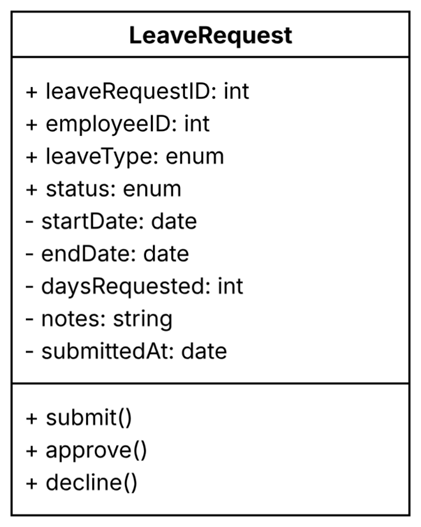 LeaveRequest
+ leaveRequestID: int
+ employeeID: int
+ leaveType: enum
+ status: enum
- startDate: date
- endDate: date
- daysRequested: int
- notes: string
- submittedAt: date
+ submit()
+ approve()
+ decline()